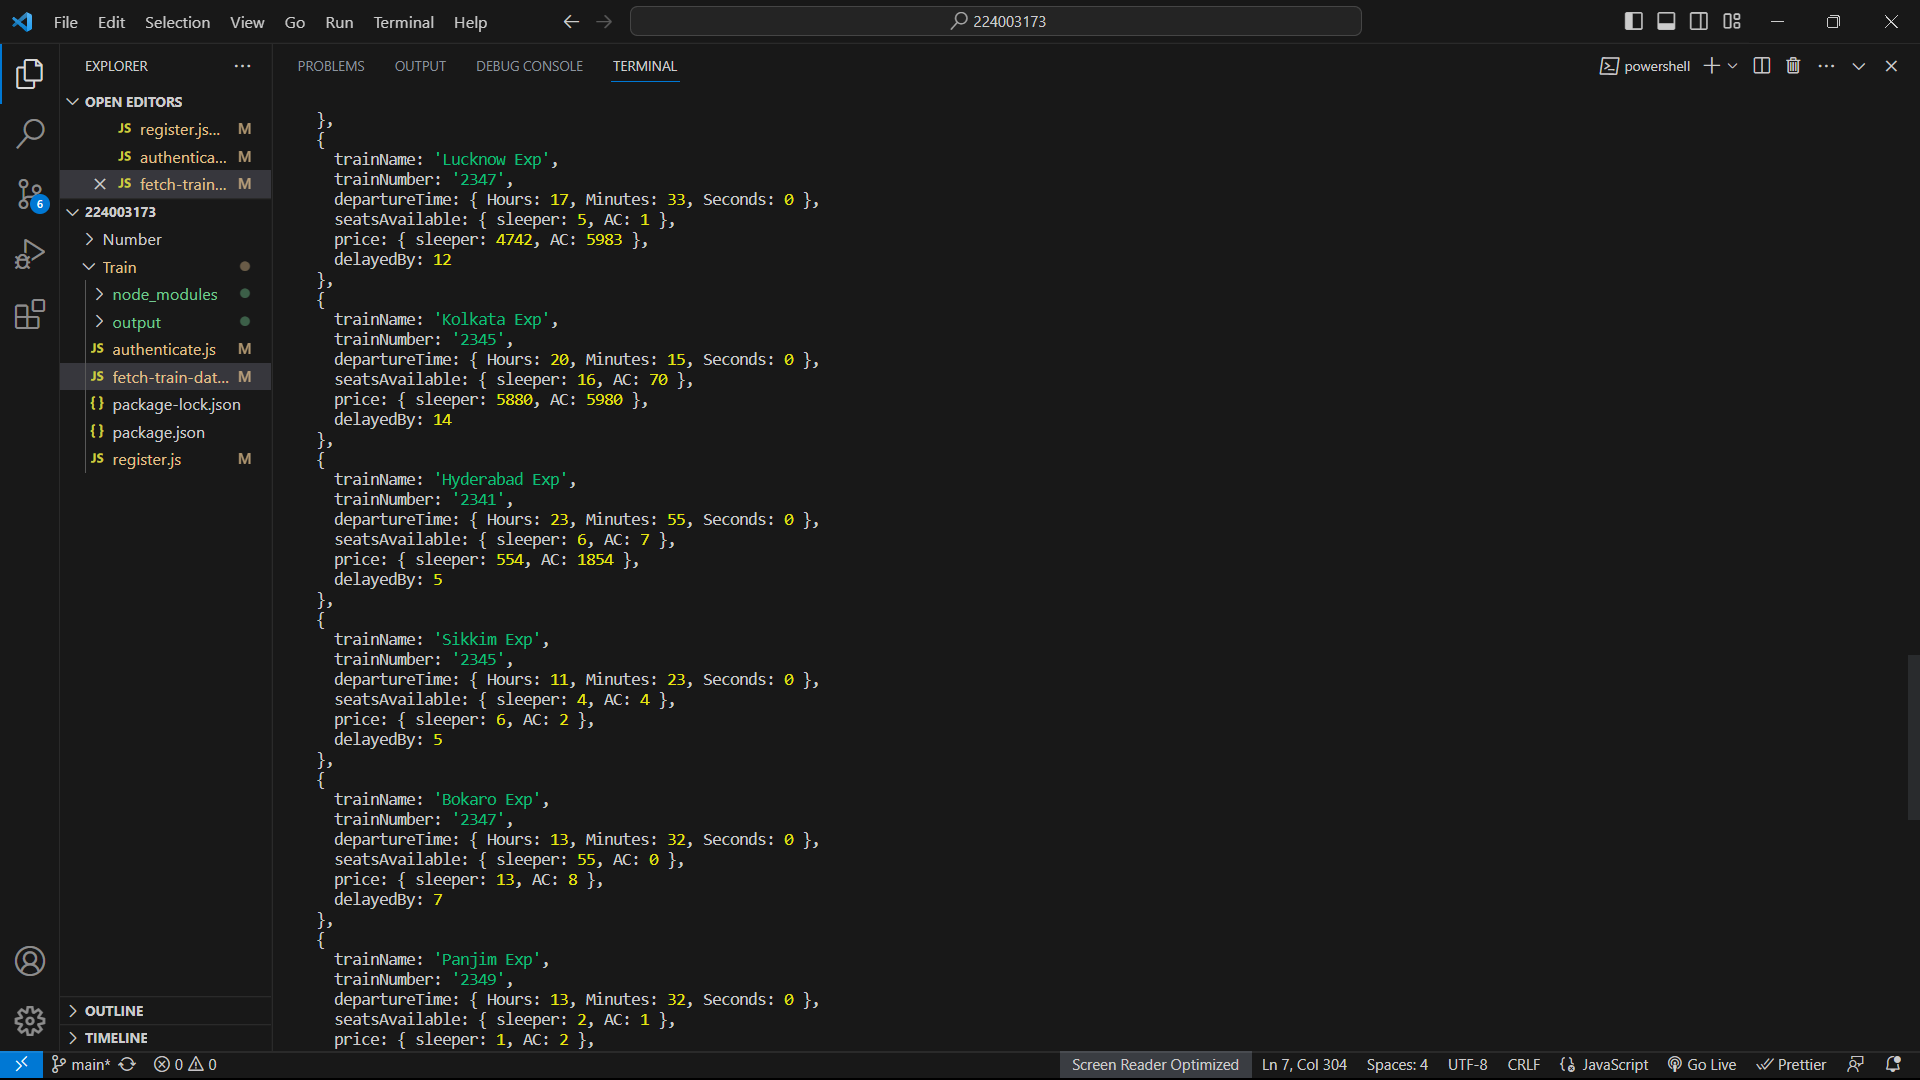 File Edit Selection View Go Run Terminal Help
224003173
EXPLORER
PROBLEMS OUTPUT DEBUG CONSOLE TERMINAL
powershell
OPEN EDITORS
JS register.js... M
JS authentica... M
JS fetch-train... M
224003173
Number
Train
node_modules
output
JS authenticate.js M
JS fetch-train-dat... M
{} package-lock.json
{} package.json
JS register.js M
6
OUTLINE
TIMELINE
},
{
trainName: 'Lucknow Exp',
trainNumber: '2347',
departureTime: { Hours: 17, Minutes: 33, Seconds: 0 },
seatsAvailable: { sleeper: 5, AC: 1 },
price: { sleeper: 4742, AC: 5983 },
delayedBy: 12
},
{
trainName: 'Kolkata Exp',
trainNumber: '2345',
departureTime: { Hours: 20, Minutes: 15, Seconds: 0 },
seatsAvailable: { sleeper: 16, AC: 70 },
price: { sleeper: 5880, AC: 5980 },
delayedBy: 14
},
{
trainName: 'Hyderabad Exp',
trainNumber: '2341',
departureTime: { Hours: 23, Minutes: 55, Seconds: 0 },
seatsAvailable: { sleeper: 6, AC: 7 },
price: { sleeper: 554, AC: 1854 },
delayedBy: 5
},
{
trainName: 'Sikkim Exp',
trainNumber: '2345',
departureTime: { Hours: 11, Minutes: 23, Seconds: 0 },
seatsAvailable: { sleeper: 4, AC: 4 },
price: { sleeper: 6, AC: 2 },
delayedBy: 5
},
{
trainName: 'Bokaro Exp',
trainNumber: '2347',
departureTime: { Hours: 13, Minutes: 32, Seconds: 0 },
seatsAvailable: { sleeper: 55, AC: 0 },
price: { sleeper: 13, AC: 8 },
delayedBy: 7
},
{
trainName: 'Panjim Exp',
trainNumber: '2349',
departureTime: { Hours: 13, Minutes: 32, Seconds: 0 },
seatsAvailable: { sleeper: 2, AC: 1 },
price: { sleeper: 1, AC: 2 },
main* 0 0 Screen Reader Optimized Ln 7, Col 304 Spaces: 4 UTF-8 CRLF {} JavaScript Go Live Prettier